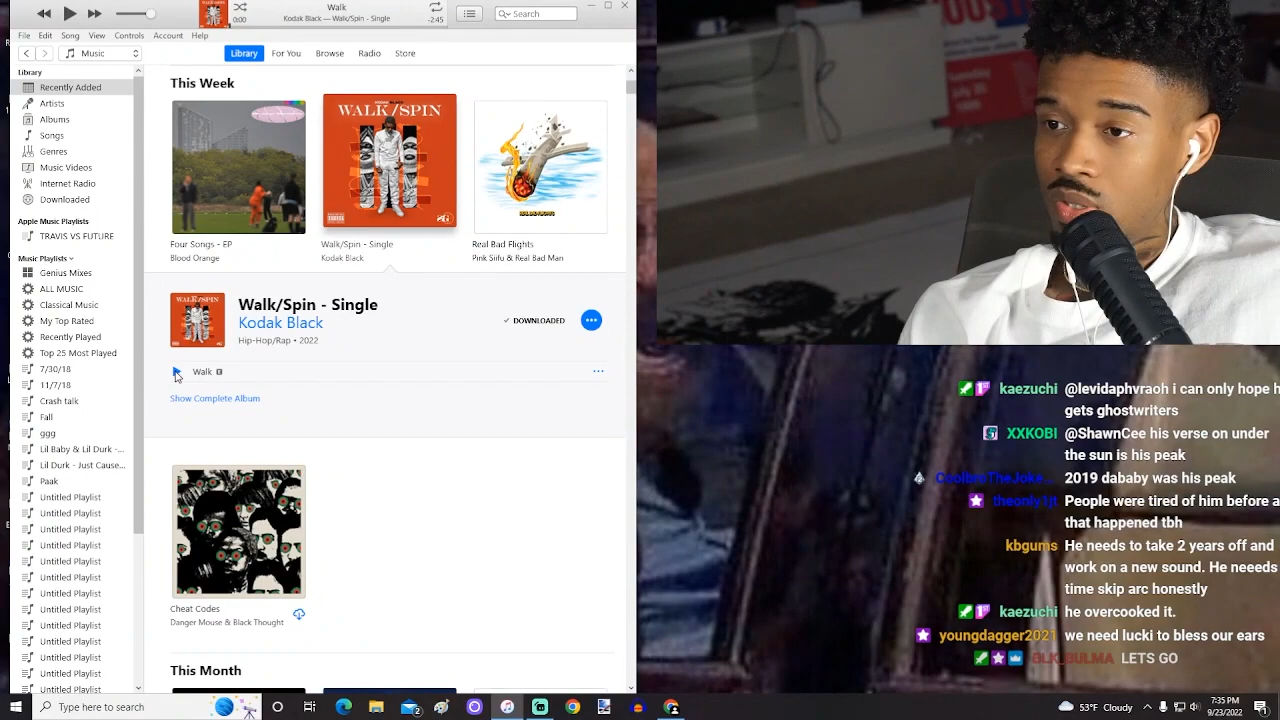 Walk
Kodak Black — Walk/Spin - Single
0:00
-2:45
Search
File Edit Song View Controls Account Help
Music
Library For You Browse Radio Store
Library
Recently Added
Artists
Albums
Songs
Genres
Music Videos
Internet Radio
Downloaded
Apple Music Playlists
TRAVIS VS FUTURE
Music Playlists
Genius Mixes
ALL MUSIC
Classical Music
My Top Rated
Recently Played
Top 25 Most Played
7/30/18
11/7/18
Crash talk
Fall
ggg
Lil Baby & Lil Durk -...
Lil Durk - Just Cause...
Paak
Untitled Playlist
Untitled Playlist
Untitled Playlist
Untitled Playlist
Untitled Playlist
Untitled Playlist
Untitled Playlist
Untitled Playlist
Untitled Playlist
Untitled Playlist
Untitled Playlist
Untitled Playlist
Untitled Playlist
This Week
WALK/SPIN
Four Songs - EP
Blood Orange
Walk/Spin - Single
Kodak Black
Real Bad Flights
Pink Siifu & Real Bad Man
WALK/SPIN
Walk/Spin - Single
Kodak Black
Hip-Hop/Rap • 2022
DOWNLOADED
Walk E
Show Complete Album
Cheat Codes
Danger Mouse & Black Thought
This Month
kaezuchi @levidaphvraoh i can only hope h
gets ghostwriters
XXKOBI @ShawnCee his verse on under
the sun is his peak
2019 dababy was his peak
theonly1jt People were tired of him before a
that happened tbh
kbgums He needs to take 2 years off and
work on a new sound. He neeeds
time skip arc honestly
kaezuchi he overcooked it.
youngdagger2021 we need lucki to bless our ears
LETS GO
Type here to search
53°F Cloudy
7:35 PM
9/23/2022